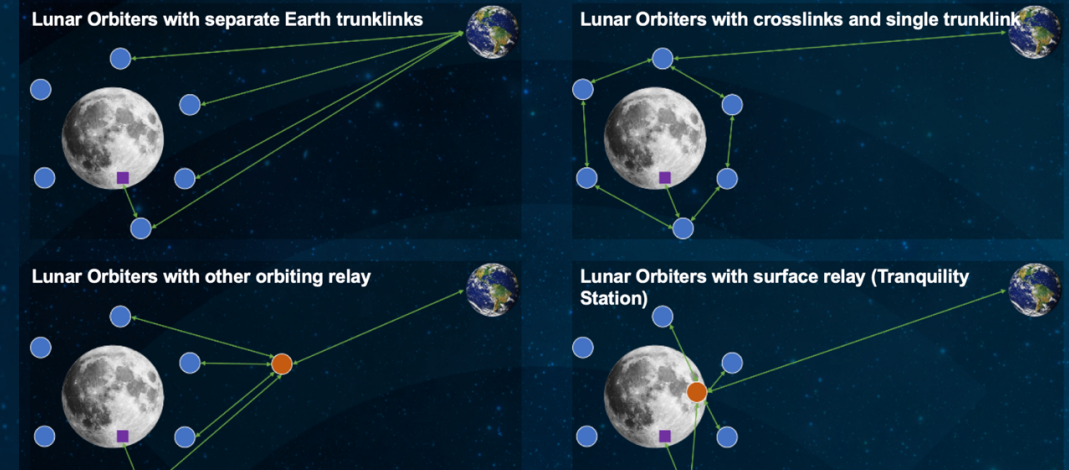 Lunar Orbiters with separate Earth trunklinks
Lunar Orbiters with crosslinks and single trunklink
Lunar Orbiters with other orbiting relay
Lunar Orbiters with surface relay (Tranquility
Station)